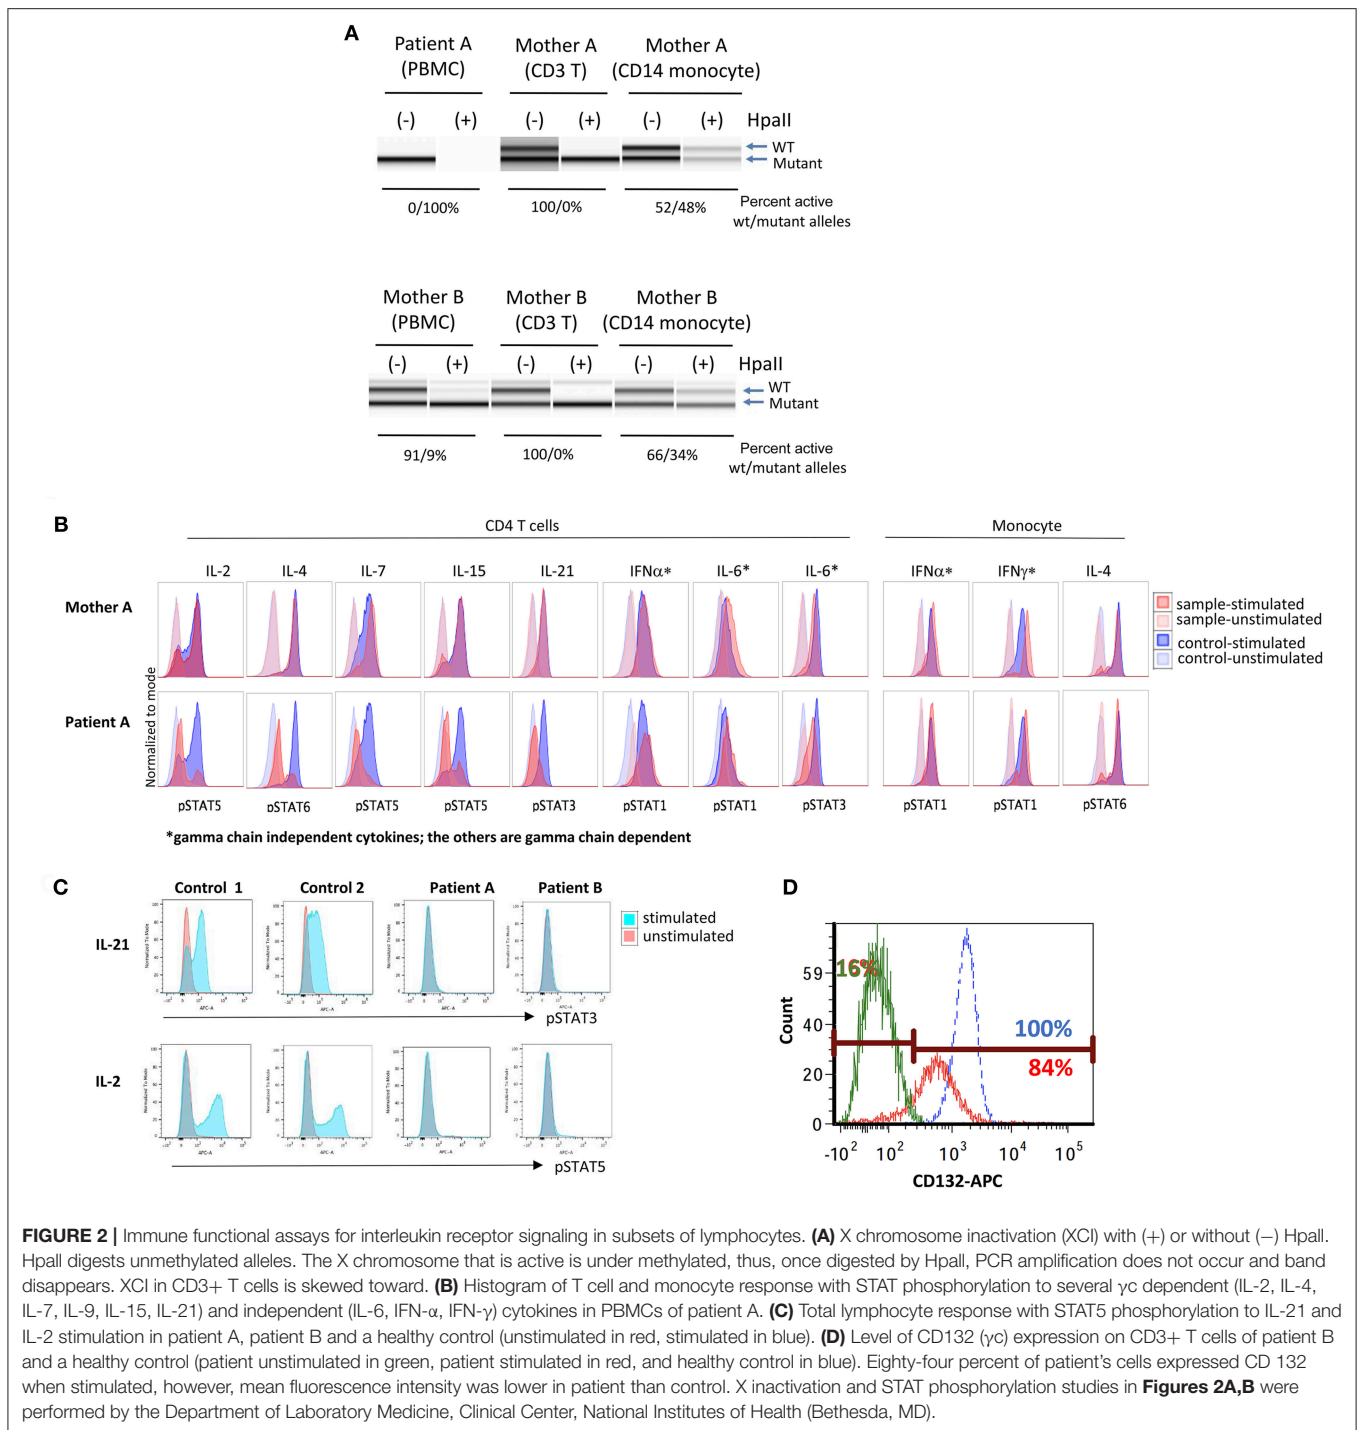 A
Patient A
(PBMC)
Mother A
(CD3 T)
Mother A
(CD14 monocyte)
(-) (+) (-) (+) (-) (+) HpaII
WT
Mutant
0/100% 100/0% 52/48% Percent active
wt/mutant alleles
Mother B
(PBMC)
Mother B
(CD3 T)
Mother B
(CD14 monocyte)
(-) (+) (-) (+) (-) (+) HpaII
WT
Mutant
91/9% 100/0% 66/34% Percent active
wt/mutant alleles
B
CD4 T cells Monocyte
IL-2 IL-4 IL-7 IL-15 IL-21 IFNα* IL-6* IL-6* IFNα* IFNγ* IL-4
Mother A
sample-stimulated
sample-unstimulated
control-stimulated
control-unstimulated
Normalized to mode
Patient A
pSTAT5 pSTAT6 pSTAT5 pSTAT5 pSTAT3 pSTAT1 pSTAT1 pSTAT3 pSTAT1 pSTAT1 pSTAT6
*gamma chain independent cytokines; the others are gamma chain dependent
C
Control 1 Control 2 Patient A Patient B
stimulated
unstimulated
IL-21
pSTAT3
IL-2
pSTAT5
D
16%
100%
84%
Count
59
40
20
0
-10² 10² 10³ 10⁴ 10⁵
CD132-APC
FIGURE 2 | Immune functional assays for interleukin receptor signaling in subsets of lymphocytes. (A) X chromosome inactivation (XCI) with (+) or without (−) HpaII.
HpaII digests unmethylated alleles. The X chromosome that is active is under methylated, thus, once digested by HpaII, PCR amplification does not occur and band
disappears. XCI in CD3+ T cells is skewed toward. (B) Histogram of T cell and monocyte response with STAT phosphorylation to several γc dependent (IL-2, IL-4,
IL-7, IL-9, IL-15, IL-21) and independent (IL-6, IFN-α, IFN-γ) cytokines in PBMCs of patient A. (C) Total lymphocyte response with STAT5 phosphorylation to IL-21 and
IL-2 stimulation in patient A, patient B and a healthy control (unstimulated in red, stimulated in blue). (D) Level of CD132 (γc) expression on CD3+ T cells of patient B
and a healthy control (patient unstimulated in green, patient stimulated in red, and healthy control in blue). Eighty-four percent of patient's cells expressed CD 132
when stimulated, however, mean fluorescence intensity was lower in patient than control. X inactivation and STAT phosphorylation studies in Figures 2A,B were
performed by the Department of Laboratory Medicine, Clinical Center, National Institutes of Health (Bethesda, MD).